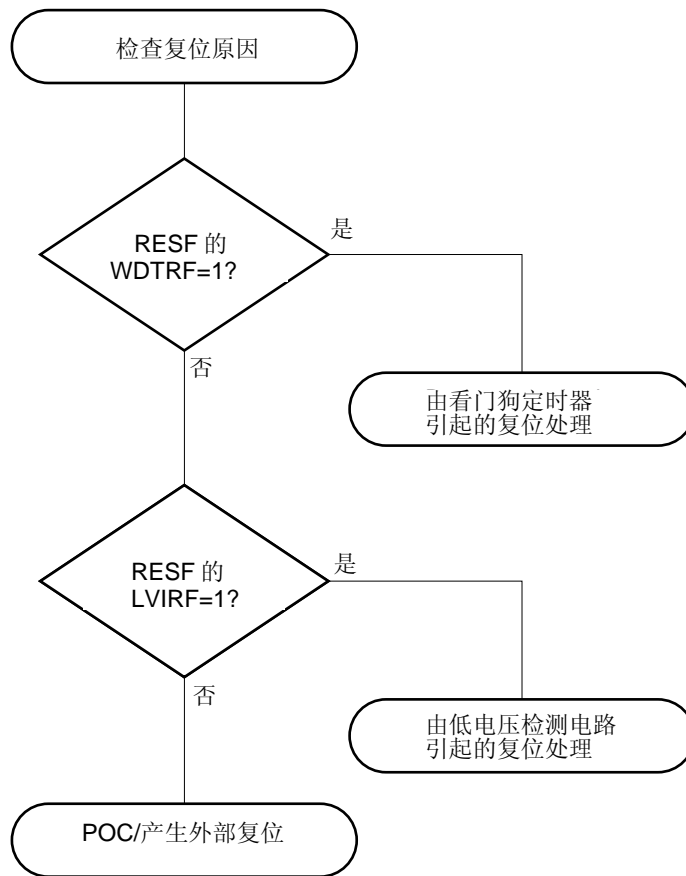 检查复位原因
RESF 的
WDTRF=1?
是
否
由看门狗定时器
引起的复位处理
RESF 的
LVIRF=1?
是
否
由低电压检测电路
引起的复位处理
POC/产生外部复位